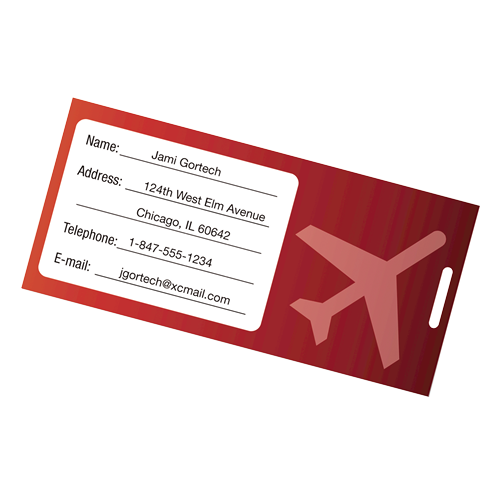 Name: Jami Gortech
Address: 124th West Elm Avenue
Chicago, IL 60642
Telephone: 1-847-555-1234
E-mail: jgortech@xcmail.com